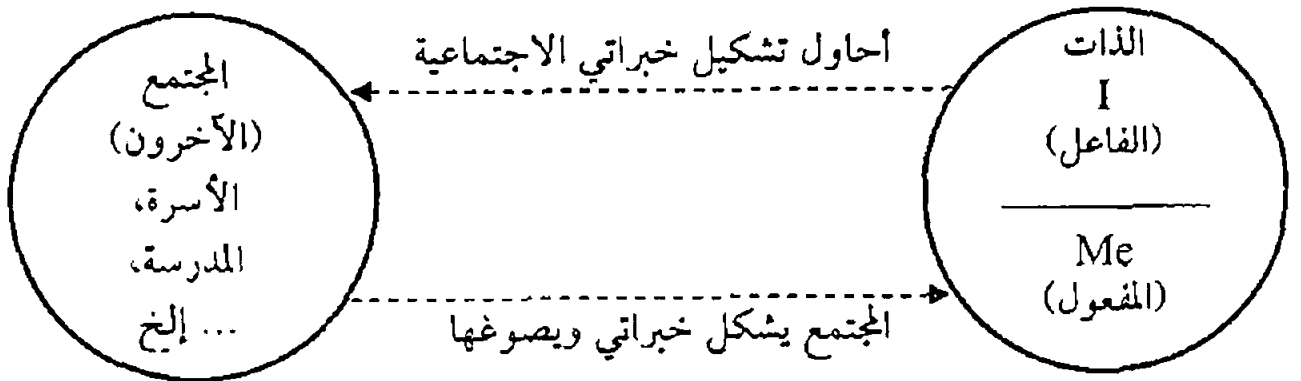 الذات
I
(الفاعل)
Me
(المفعول)
أحاول تشكيل خبراتي الاجتماعية
المجتمع يشكل خبراتي ويصوغها
المجتمع
(الآخرون)
الأسرة،
المدرسة،
... إلخ